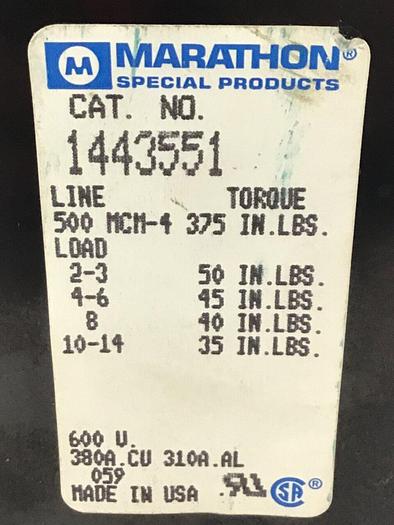 M MARATHON®
SPECIAL PRODUCTS
CAT. NO.
1443551
LINE TORQUE
500 MCM-4 375 IN.LBS.
LOAD
2-3 50 IN.LBS.
4-6 45 IN.LBS.
8 40 IN.LBS.
10-14 35 IN.LBS.
600 V.
380A.CU 310A.AL
059
MADE IN USA UL SA ®